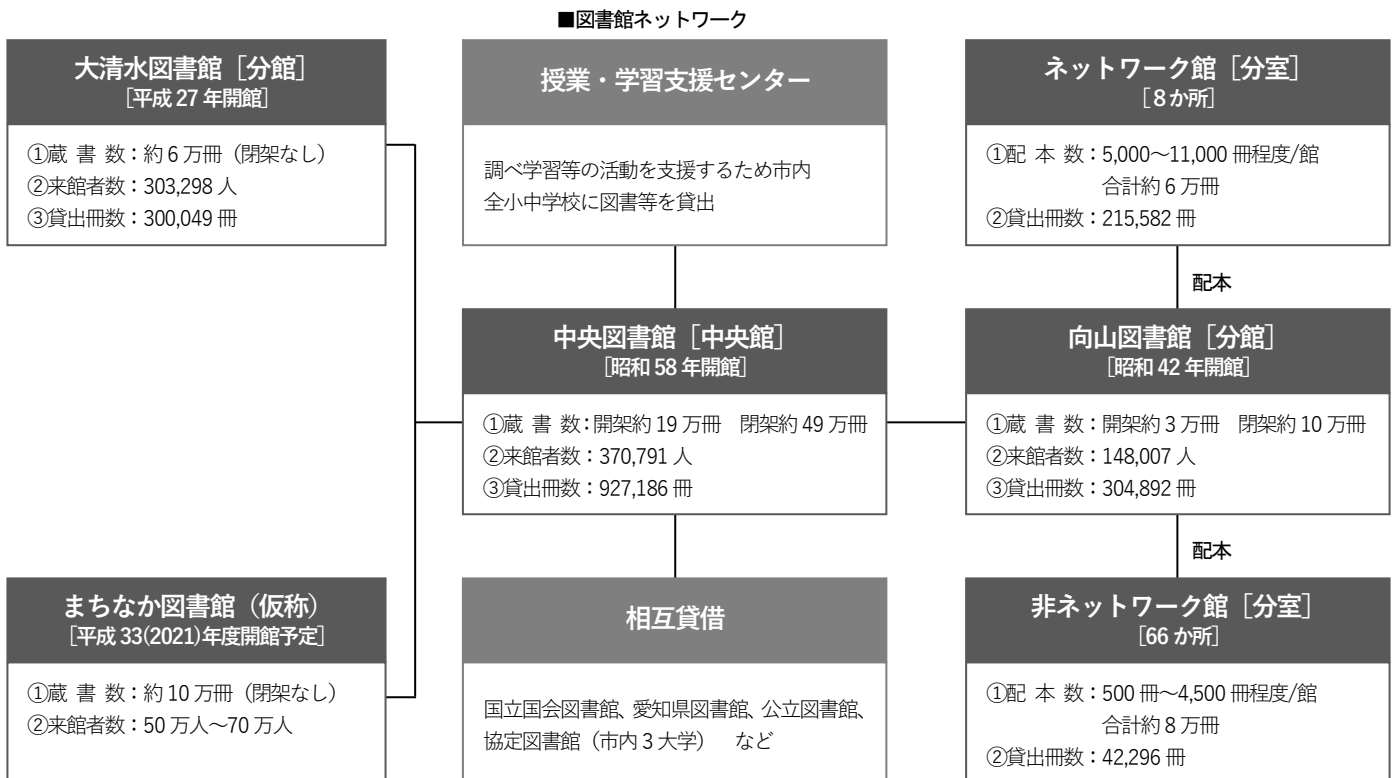 ■図書館ネットワーク
大清水図書館［分館］
［平成 27 年開館］
①蔵 書 数：約 6 万冊（閉架なし）
②来館者数：303,298 人
③貸出冊数：300,049 冊
授業・学習支援センター
調べ学習等の活動を支援するため市内
全小中学校に図書等を貸出
ネットワーク館［分室］
［8 か所］
①配 本 数：5,000～11,000 冊程度/館
合計約 6 万冊
②貸出冊数：215,582 冊
配本
中央図書館［中央館］
［昭和 58 年開館］
①蔵 書 数：開架約 19 万冊　閉架約 49 万冊
②来館者数：370,791 人
③貸出冊数：927,186 冊
向山図書館［分館］
［昭和 42 年開館］
①蔵 書 数：開架約 3 万冊　閉架約 10 万冊
②来館者数：148,007 人
③貸出冊数：304,892 冊
配本
まちなか図書館（仮称）
［平成 33(2021)年度開館予定］
①蔵 書 数：約 10 万冊（閉架なし）
②来館者数：50 万人～70 万人
相互貸借
国立国会図書館、愛知県図書館、公立図書館、
協定図書館（市内 3 大学）　など
非ネットワーク館［分室］
［66 か所］
①配 本 数：500 冊～4,500 冊程度/館
合計約 8 万冊
②貸出冊数：42,296 冊